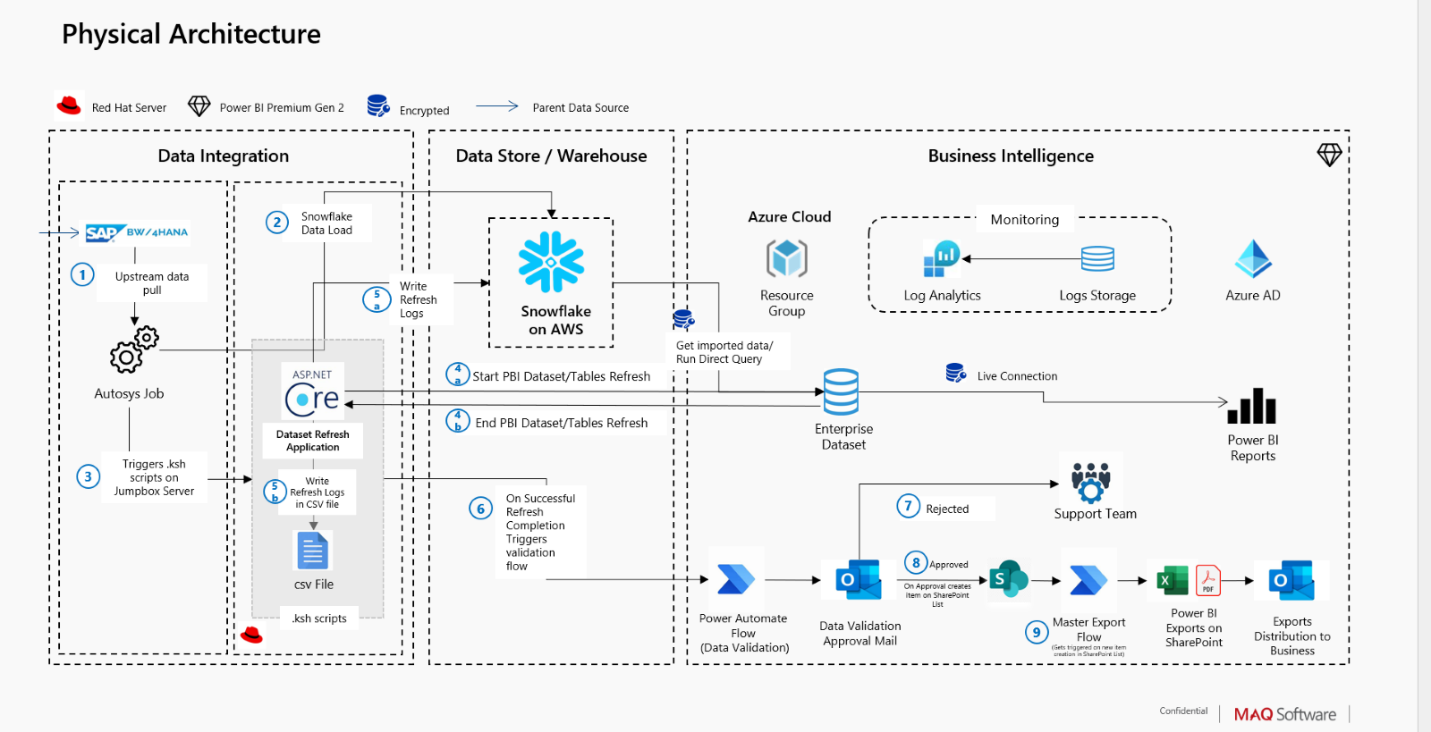 Physical Architecture
Red Hat Server
Power BI Premium Gen 2
Encrypted
Parent Data Source
Data Integration
Data Store / Warehouse
Business Intelligence
SAP BW/4HANA
1
Upstream data
pull
Autosys Job
3
Triggers .ksh
scripts on
Jumpbox Server
2
Snowflake
Data Load
5
a
Write
Refresh
Logs
ASP.NET
Core
Dataset Refresh
Application
5
b
Write
Refresh Logs
in CSV file
csv File
.ksh scripts
Snowflake
on AWS
4
a
Start PBI Dataset/Tables Refresh
4
b
End PBI Dataset/Tables Refresh
6
On Successful
Refresh
Completion
Triggers
validation
flow
Azure Cloud
Resource
Group
Monitoring
Log Analytics
Logs Storage
Azure AD
Get imported data/
Run Direct Query
Enterprise
Dataset
Live Connection
Power BI
Reports
7
Rejected
Support Team
Power Automate
Flow
(Data Validation)
O
Data Validation
Approval Mail
8
Approved
On Approval creates
item on SharePoint
List
S
9
Master Export
Flow
(Gets triggered on new item
creation in SharePoint List)
X
PDF
Power BI
Exports on
SharePoint
O
Exports
Distribution to
Business
Confidential
MAQ Software